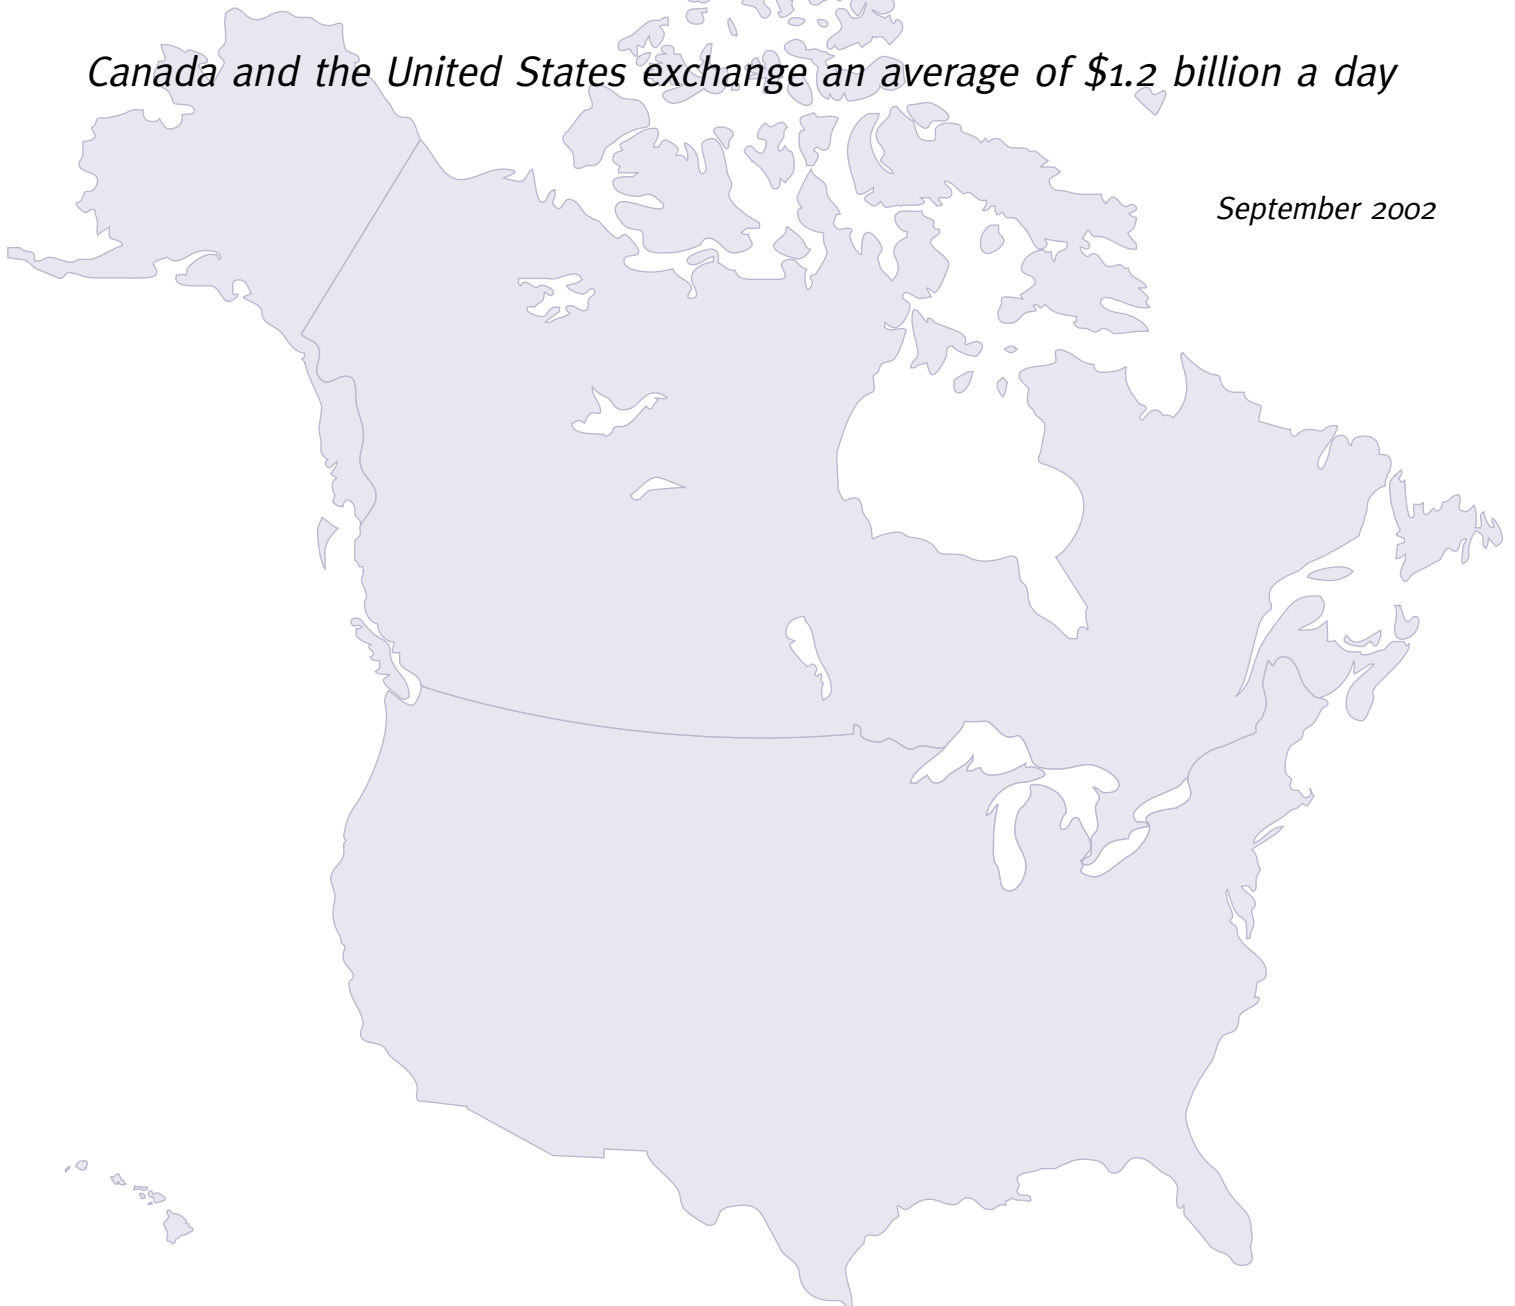 Canada and the United States exchange an average of $1.2 billion a day
September 2002